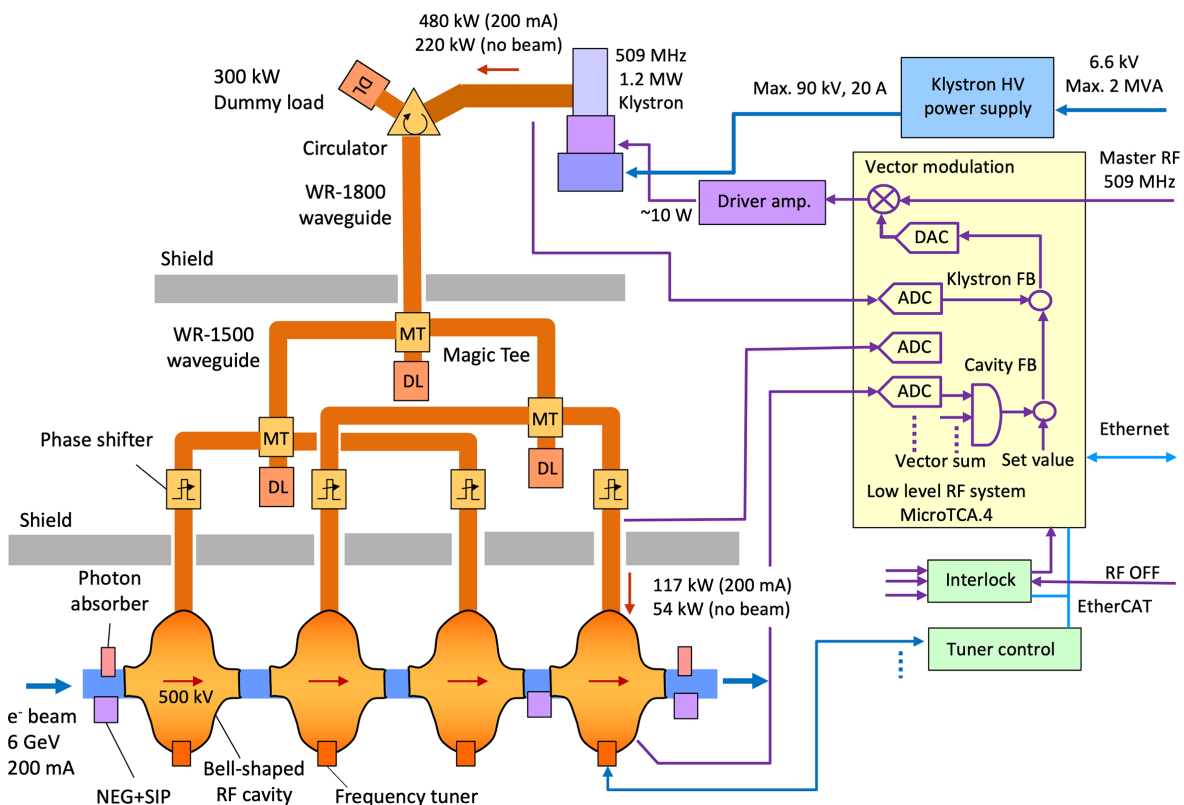 480 kW (200 mA)
220 kW (no beam)
509 MHz
1.2 MW
Klystron
Klystron HV
power supply
6.6 kV
Max. 2 MVA
Max. 90 kV, 20 A
300 kW
Dummy load
DL
Circulator
WR-1800
waveguide
Vector modulation
Master RF
509 MHz
Driver amp.
~10 W
DAC
Shield
Klystron FB
ADC
WR-1500
waveguide
MT
Magic Tee
DL
ADC
Cavity FB
ADC
MT
MT
Phase shifter
DL
DL
Vector sum
Set value
Ethernet
Low level RF system
MicroTCA.4
Shield
Photon
absorber
117 kW (200 mA)
54 kW (no beam)
Interlock
RF OFF
EtherCAT
Tuner control
500 kV
e- beam
6 GeV
200 mA
NEG+SIP
Bell-shaped
RF cavity
Frequency tuner